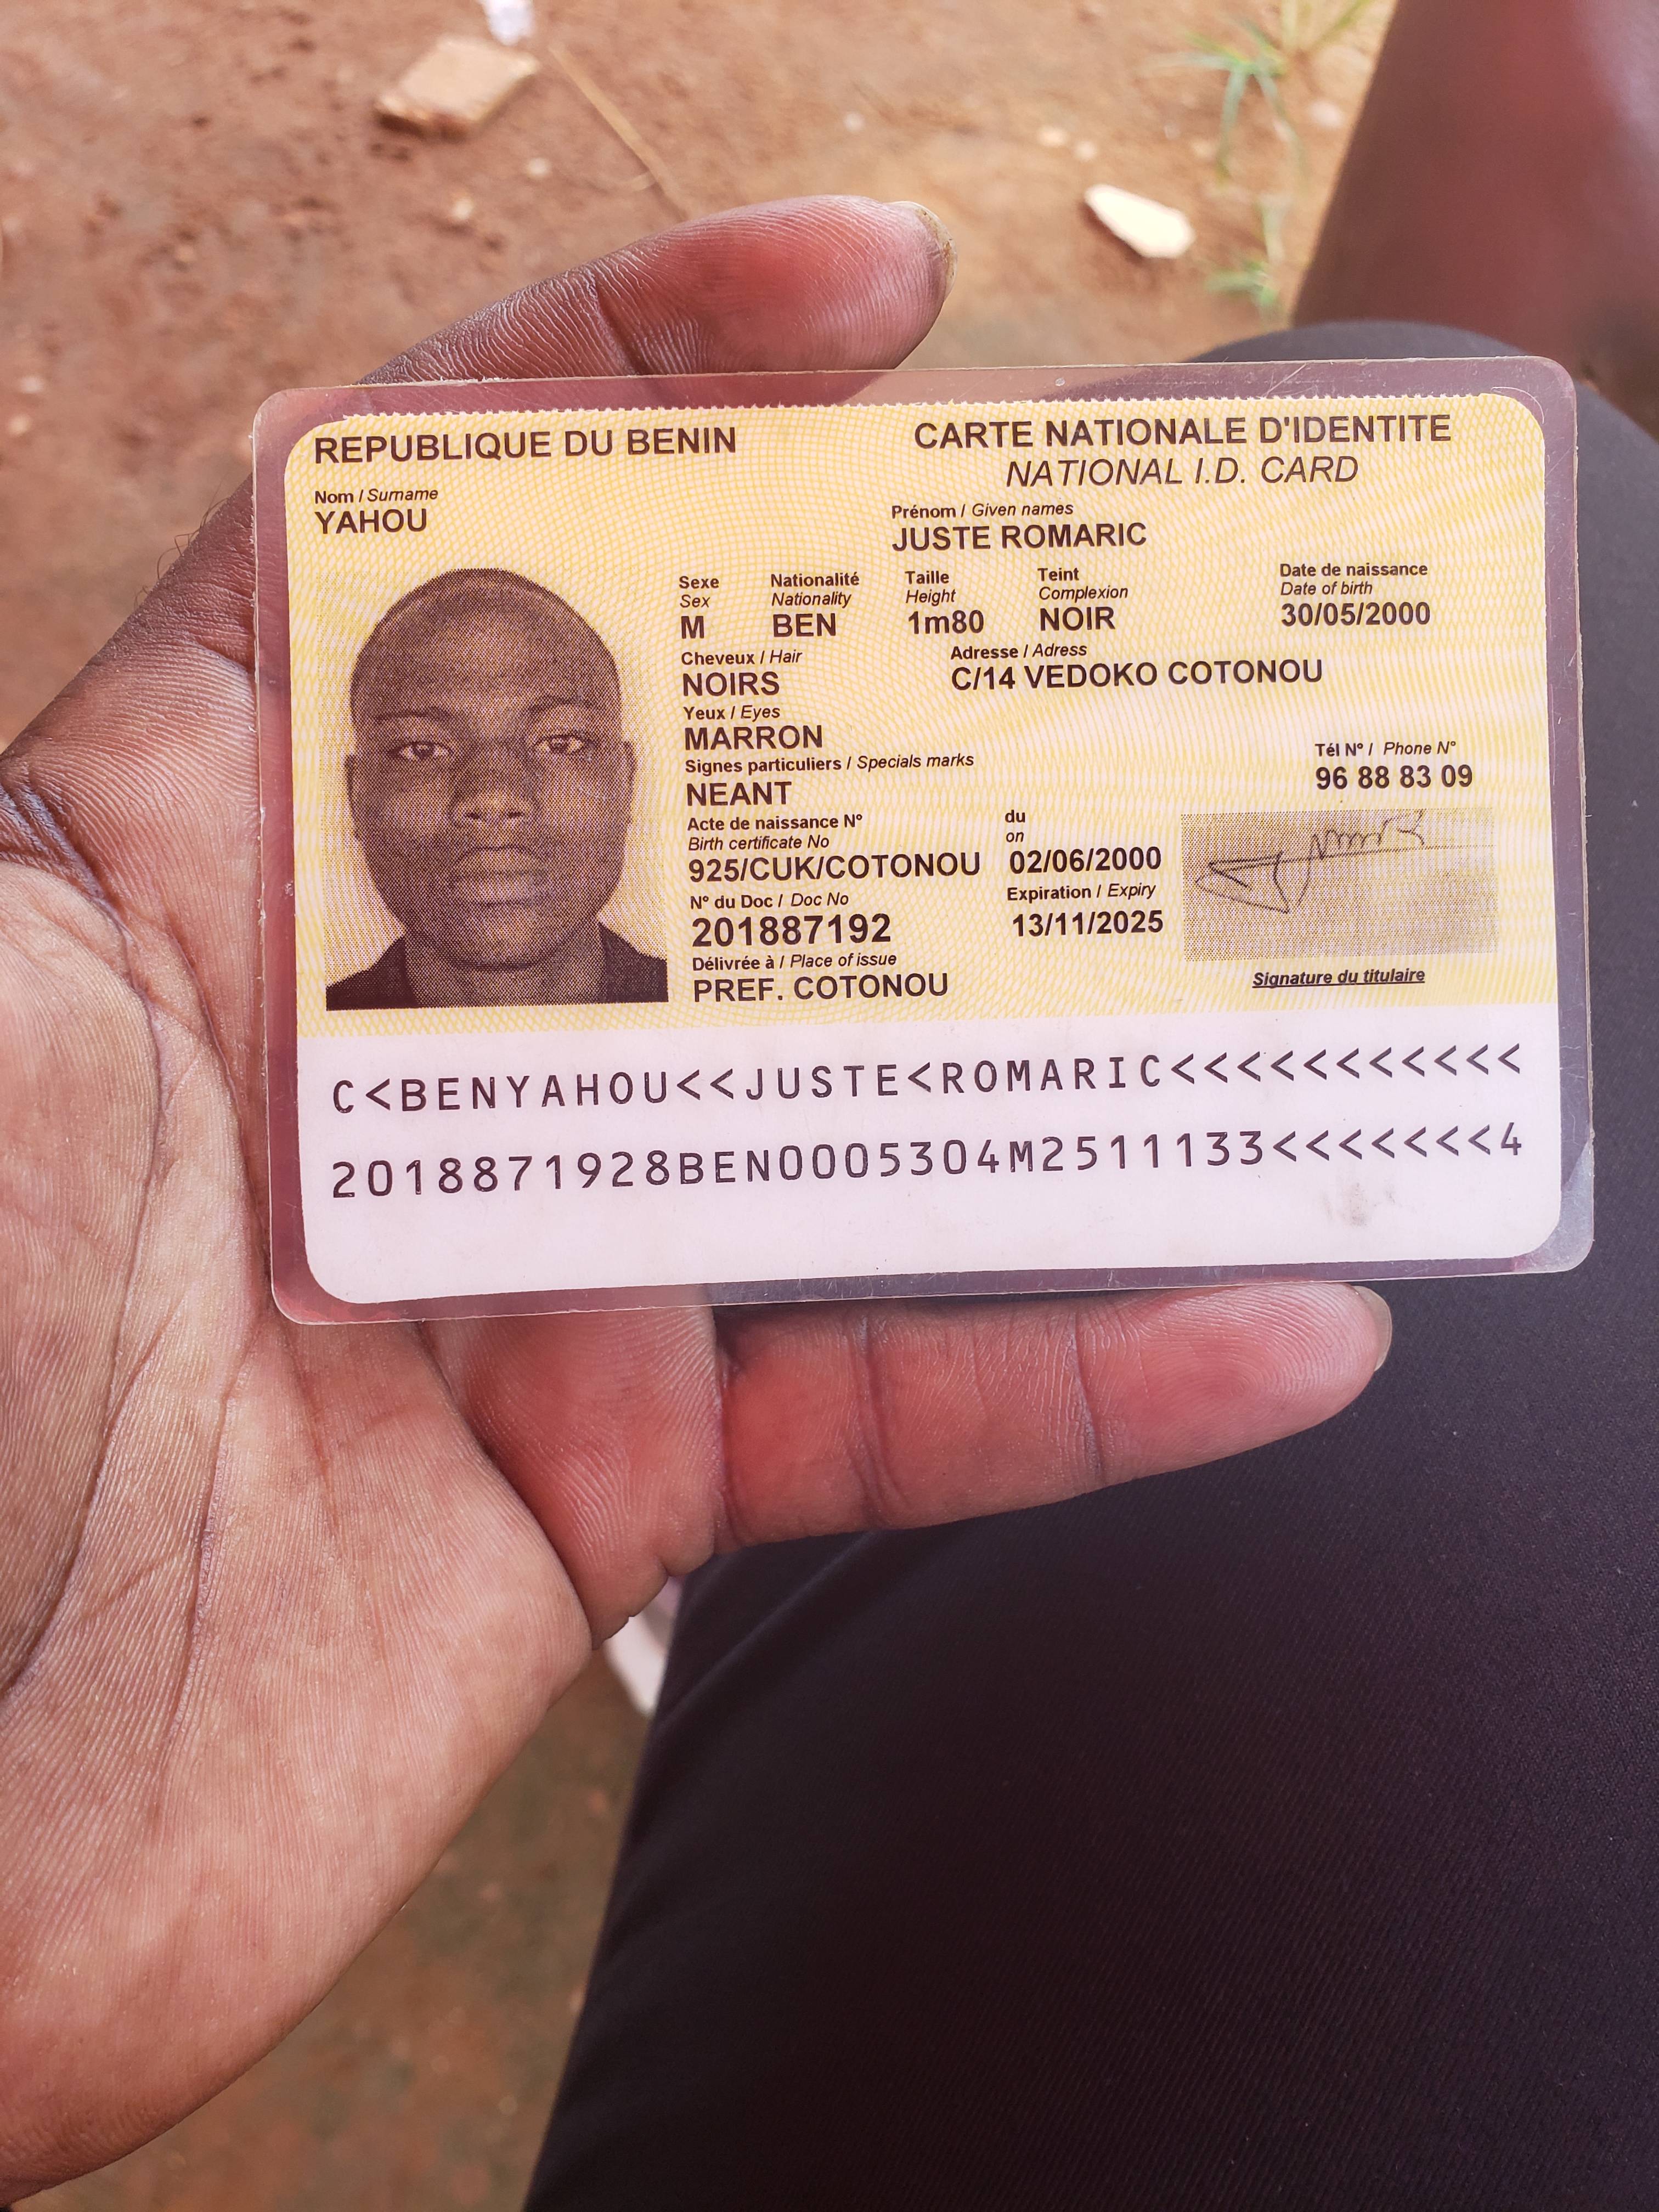 REPUBLIQUE DU BENIN
CARTE NATIONALE D'IDENTITE
NATIONAL I.D. CARD
Nom / Surname
YAHOU
Prénom / Given names
JUSTE ROMARIC
Sexe Nationalité Taille Teint Date de naissance
Sex Nationality Height Complexion Date of birth
M BEN 1m80 NOIR 30/05/2000
Cheveux / Hair Adresse / Adress
NOIRS C/14 VEDOKO COTONOU
Yeux / Eyes
MARRON
Signes particuliers / Specials marks Tél N° / Phone N°
NEANT 96 88 83 09
Acte de naissance N° du
Birth certificate No on
925/CUK/COTONOU 02/06/2000
N° du Doc / Doc No Expiration / Expiry
201887192 13/11/2025
Délivrée à / Place of issue
PREF. COTONOU
Signature du titulaire
C<BENYAHOU<<JUSTE<ROMARIC<<<<<<<<<<<
2018871928BEN0005304M2511133<<<<<<<4